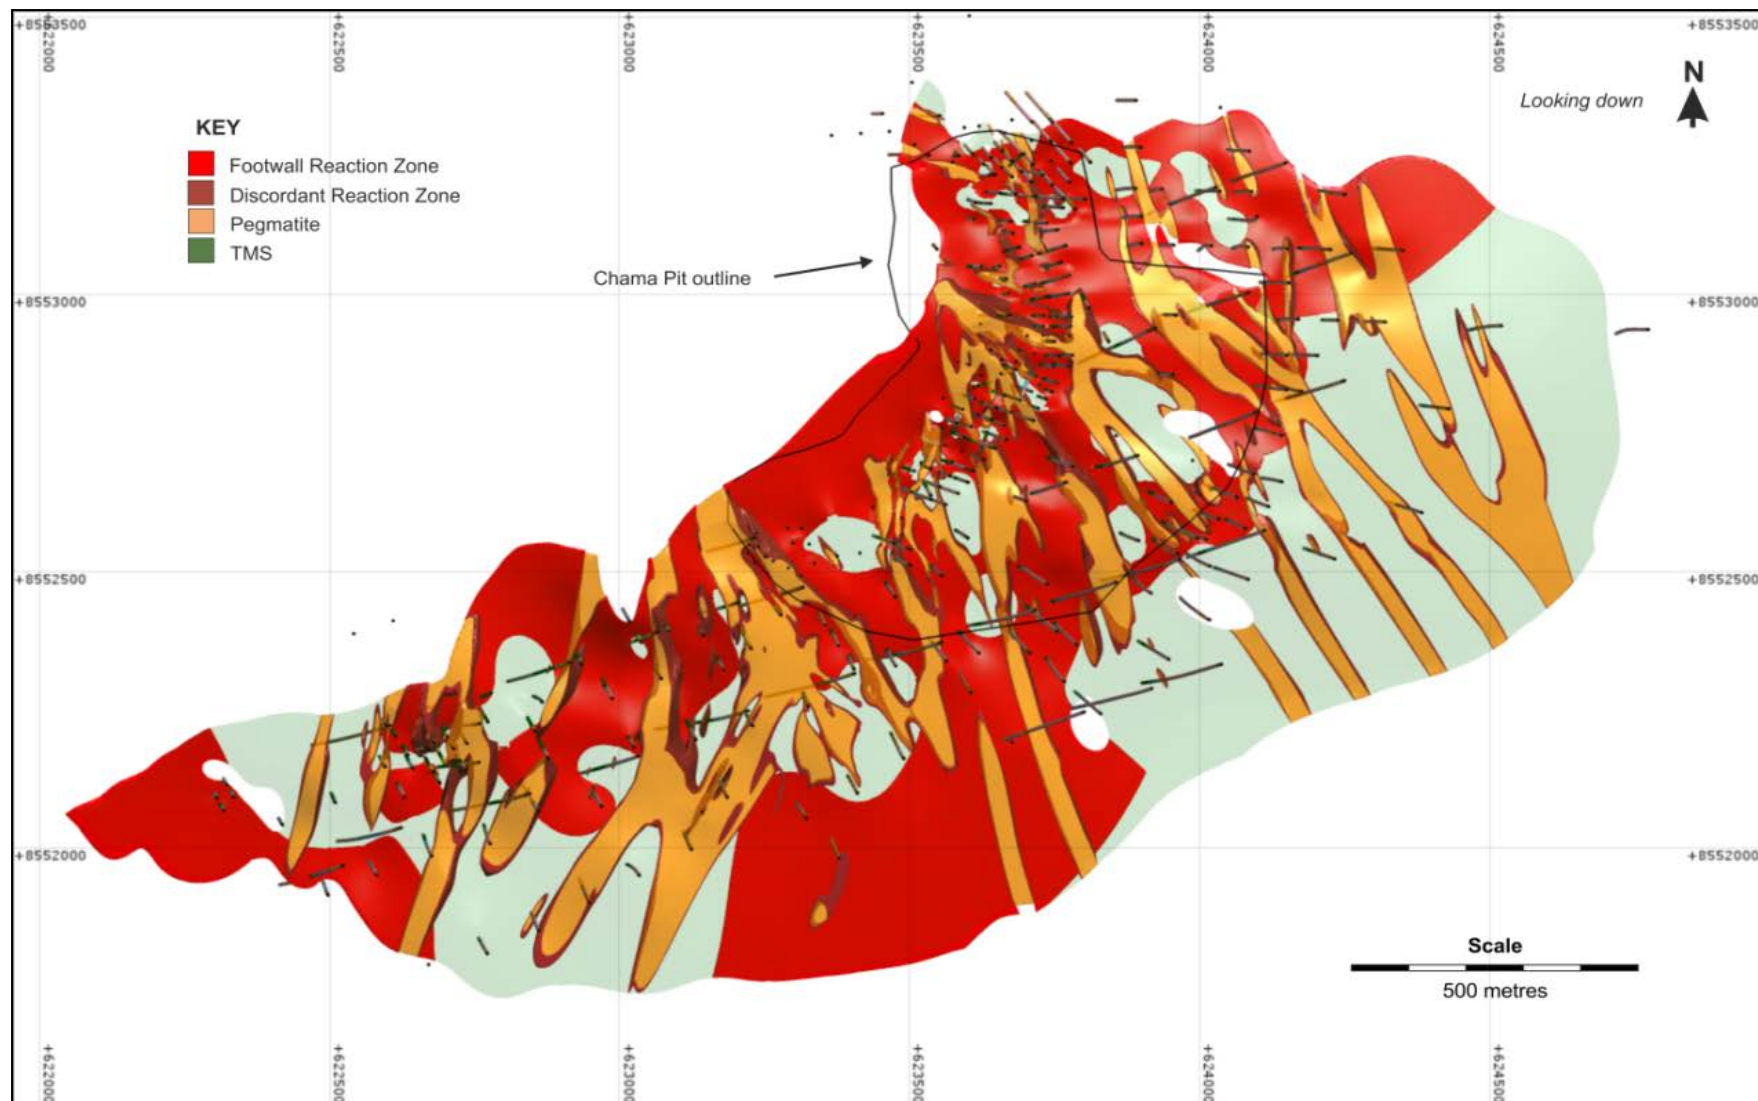 +8553500
+622000
+622500
+623000
+623500
+624000
+624500
+8553500
N
Looking down
KEY
Footwall Reaction Zone
Discordant Reaction Zone
Pegmatite
TMS
Chama Pit outline
+8553000
+8553000
+8552500
+8552500
+8552000
+8552000
Scale
500 metres
+622000
+622500
+623000
+623500
+624000
+624500